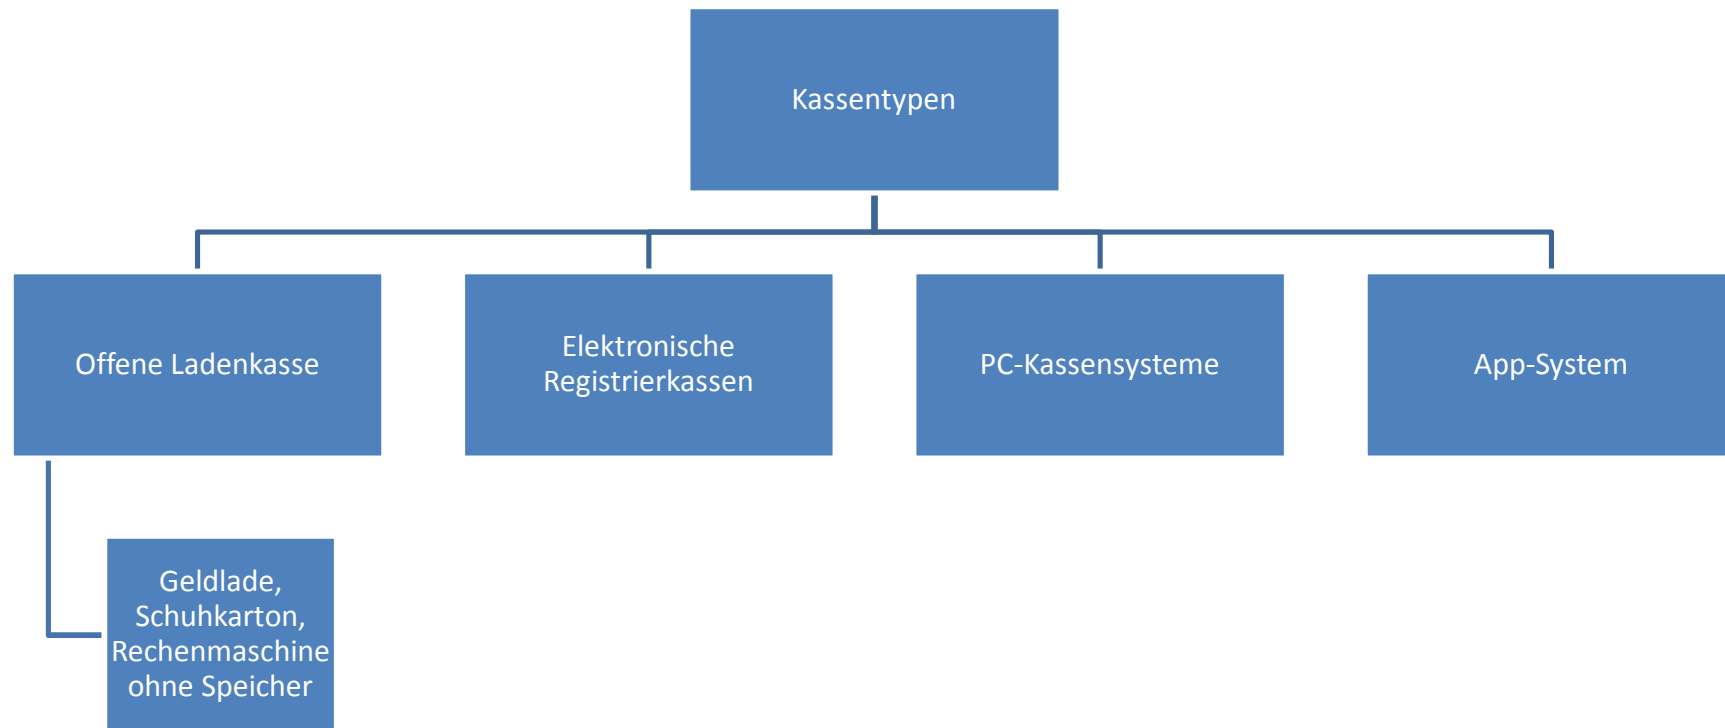 Kassentypen
Offene Ladenkasse
Elektronische
Registrierkassen
PC-Kassensysteme
App-System
Geldlade,
Schuhkarton,
Rechenmaschine
ohne Speicher